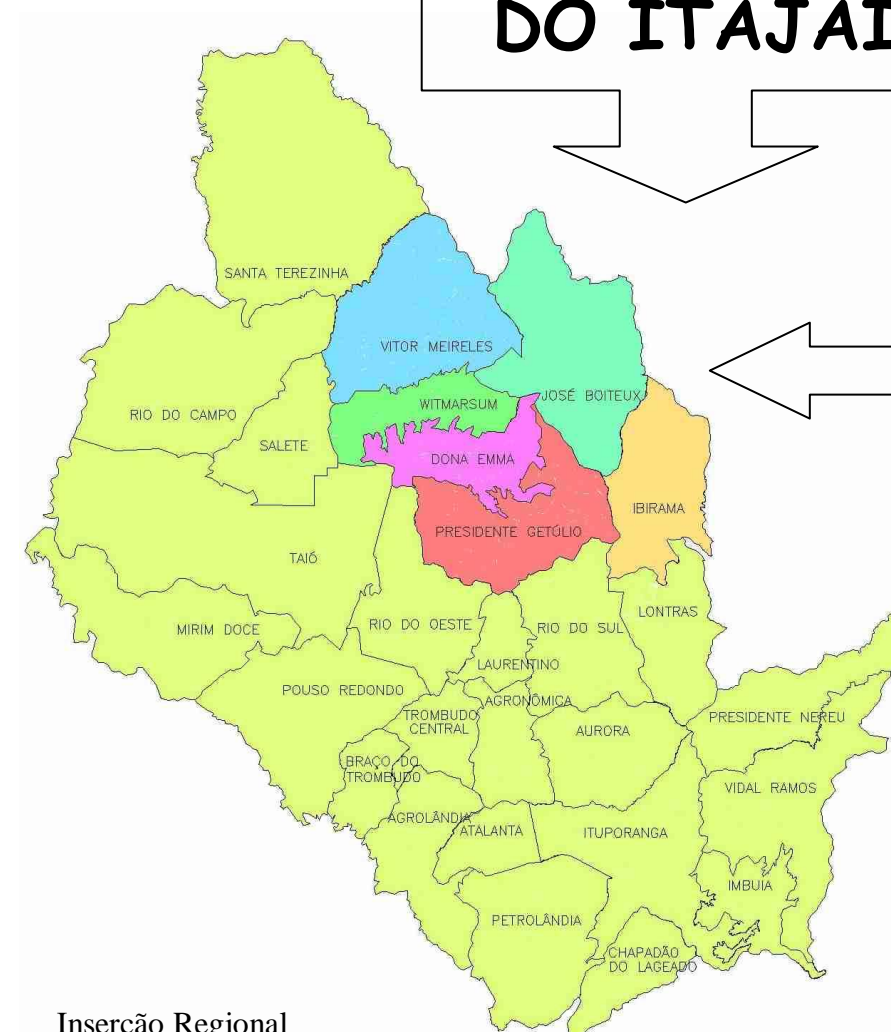 DO ITAJAI
SANTA TEREZINHA
VITOR MEIRELES
JOSÉ BOITEUX
WITMARSUM
RIO DO CAMPO
SALETE
DONA EMMA
IBIRAMA
PRESIDENTE GETÚLIO
TAIÓ
LONTRAS
MIRIM DOCE
RIO DO OESTE
RIO DO SUL
LAURENTINO
POUSO REDONDO
AGRONÔMICA
TROMBUDO
CENTRAL
PRESIDENTE NEREU
AURORA
BRAÇO DO
TROMBUDO
VIDAL RAMOS
AGROLÂNDIA
ATALANTA
ITUPORANGA
IMBUIA
PETROLÂNDIA
CHAPADÃO
DO LAGEADO
Inserção Regional